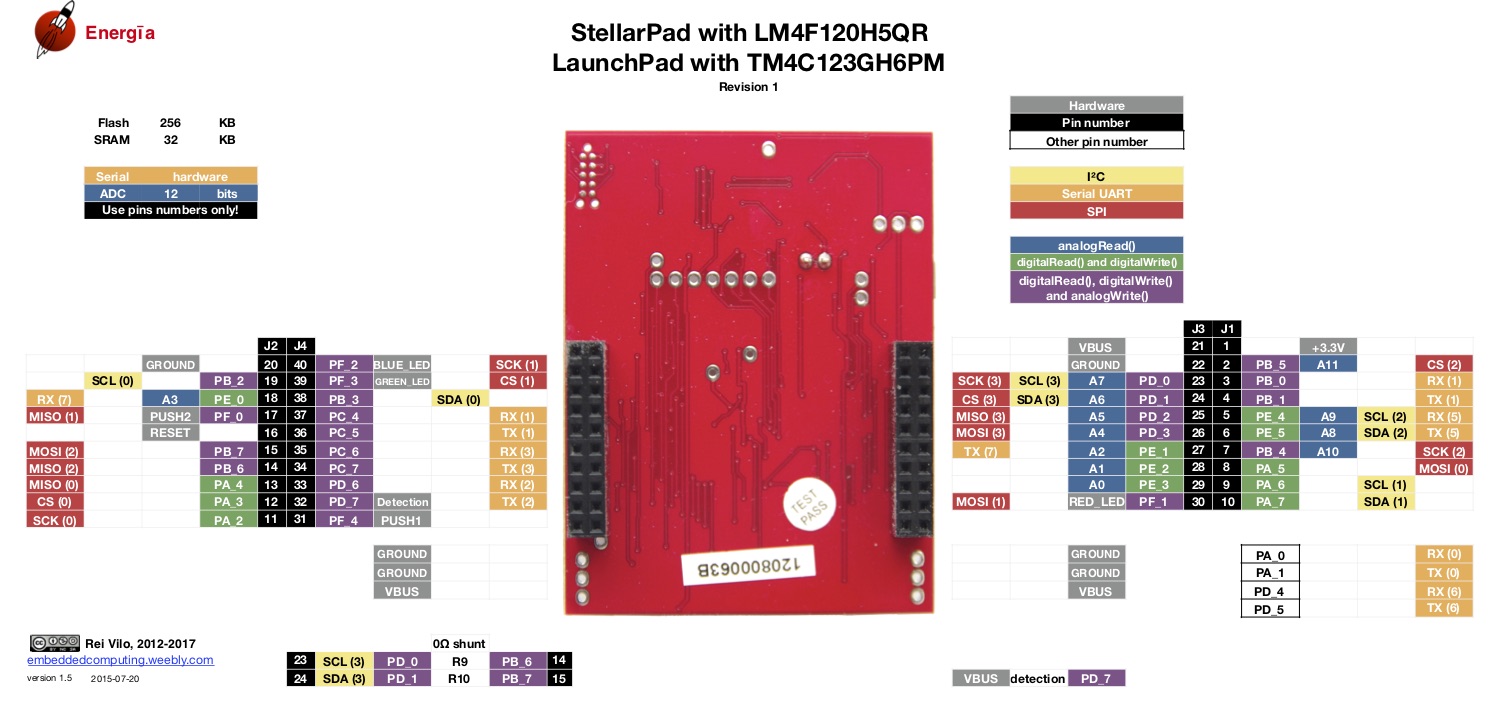 Energīa
StellarPad with LM4F120H5QR
LaunchPad with TM4C123GH6PM
Revision 1
Flash 256 KB
SRAM 32 KB
Serial hardware
ADC 12 bits
Use pins numbers only!
Hardware
Pin number
Other pin number
I²C
Serial UART
SPI
analogRead()
digitalRead() and digitalWrite()
digitalRead(), digitalWrite()
and analogWrite()
J2 J4
GROUND 20 40 PF_2 BLUE_LED SCK (1)
SCL (0) PB_2 19 39 PF_3 GREEN_LED CS (1)
RX (7) A3 PE_0 18 38 PB_3 SDA (0)
MISO (1) PUSH2 PF_0 17 37 PC_4 RX (1)
RESET 16 36 PC_5 TX (1)
MOSI (2) PB_7 15 35 PC_6 RX (3)
MISO (2) PB_6 14 34 PC_7 TX (3)
MISO (0) PA_4 13 33 PD_6 RX (2)
CS (0) PA_3 12 32 PD_7 Detection TX (2)
SCK (0) PA_2 11 31 PF_4 PUSH1
GROUND
GROUND
VBUS
J3 J1
VBUS 21 1 +3.3V
GROUND 22 2 PB_5 A11 CS (2)
SCK (3) SCL (3) A7 PD_0 23 3 PB_0 RX (1)
CS (3) SDA (3) A6 PD_1 24 4 PB_1 TX (1)
MISO (3) A5 PD_2 25 5 PE_4 A9 SCL (2) RX (5)
MOSI (3) A4 PD_3 26 6 PE_5 A8 SDA (2) TX (5)
TX (7) A2 PE_1 27 7 PB_4 A10 SCK (2)
A1 PE_2 28 8 PA_5 MOSI (0)
A0 PE_3 29 9 PA_6 SCL (1)
MOSI (1) RED_LED PF_1 30 10 PA_7 SDA (1)
GROUND PA_0 RX (0)
GROUND PA_1 TX (0)
VBUS PD_4 RX (6)
PD_5 TX (6)
TEST
PASS
120800063B
Rei Vilo, 2012-2017
embeddedcomputing.weebly.com
version 1.5 2015-07-20
0Ω shunt
23 SCL (3) PD_0 R9 PB_6 14
24 SDA (3) PD_1 R10 PB_7 15
VBUS detection PD_7